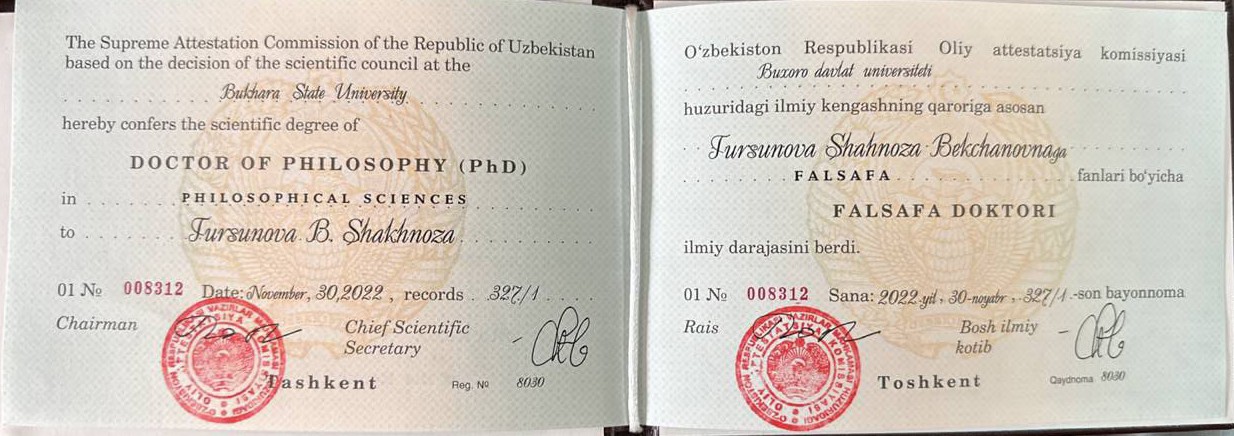 The Supreme Attestation Commission of the Republic of Uzbekistan
based on the decision of the scientific council at the
Bukhara State University
hereby confers the scientific degree of
DOCTOR OF PHILOSOPHY (PhD)
in PHILOSOPHICAL SCIENCES
to Tursunova B. Shakhnoza
01 № 008312 Date: November, 30,2022, records 327/1
Chairman Chief Scientific
Secretary
Tashkent Reg. № 8030
O‘zbekiston Respublikasi Oliy attestatsiya komissiyasi
Buxoro davlat universiteti
huzuridagi ilmiy kengashning qaroriga asosan
Tursunova Shahnoza Bekchanovnaga
FALSAFA fanlari bo‘yicha
FALSAFA DOKTORI
ilmiy darajasini berdi.
01 № 008312 Sana: 2022 yil, 30-noyabr 327/1 -son bayonnoma
Rais Bosh ilmiy
kotib
Toshkent Qaydnoma 8030